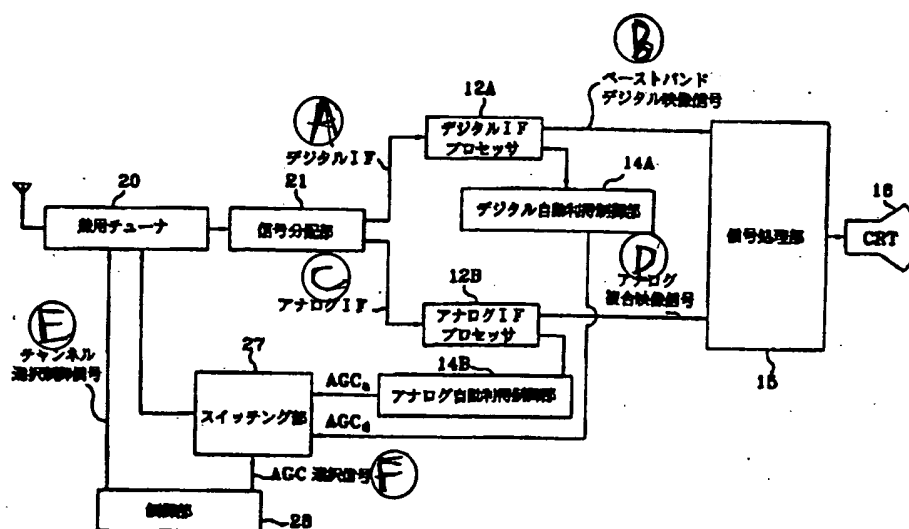 B
ベーストバンド
デジタル映像信号
12A
デジタルIF
プロセッサ
A
デジタルIF
14A
デジタル自動利得制御部
20
兼用チューナ
21
信号分配部
16
CRT
信号処理部
15
D
アナログ
複合映像信号
C
アナログIF
12B
アナログIF
プロセッサ
14B
アナログ自動利得制御部
E
チャンネル
選択制御信号
27
スイッチング部
AGCa
AGCd
AGC 選択信号
F
制御部
28